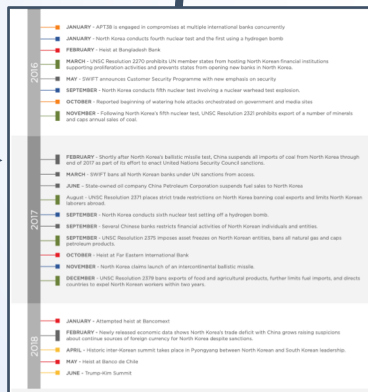 2016
JANUARY - APT38 is engaged in compromises at multiple international banks concurrently
JANUARY - North Korea conducts fourth nuclear test and the first using a hydrogen bomb
FEBRUARY - Heist at Bangladesh Bank
MARCH - UNSC Resolution 2270 prohibits UN member states from hosting North Korean financial institutions
supporting proliferation activities and prevents states from opening new banks in North Korea.
MAY - SWIFT announces Customer Security Programme with new emphasis on security
SEPTEMBER - North Korea conducts fifth nuclear test involving a nuclear warhead test explosion.
OCTOBER - Reported beginning of watering hole attacks orchestrated on government and media sites
NOVEMBER - Following North Korea's fifth nuclear test, UNSC Resolution 2321 prohibits export of a number of minerals
and caps annual sales of coal.
2017
FEBRUARY - Shortly after North Korea's ballistic missile test, China suspends all imports of coal from North Korea through
end of 2017 as part of its effort to enact United Nations Security Council sanctions.
MARCH - SWIFT bans all North Korean banks under UN sanctions from access.
JUNE - State-owned oil company China Petroleum Corporation suspends fuel sales to North Korea
August - UNSC Resolution 2371 places strict trade restrictions on North Korea banning coal exports and limits North Korean
laborers abroad.
SEPTEMBER - North Korea conducts sixth nuclear test setting off a hydrogen bomb.
SEPTEMBER - Several Chinese banks restricts financial activities of North Korean individuals and entities
SEPTEMBER - UNSC Resolution 2375 imposes asset freezes on North Korean entities, bans all natural gas and caps
petroleum products.
OCTOBER - Heist at Far Eastern International Bank
NOVEMBER - North Korea claims launch of an intercontinental ballistic missile.
DECEMBER - UNSC Resolution 2379 bans exports of food and agricultural products, further limits fuel imports, and directs
countries to expel North Korean workers within two years.
2018
JANUARY - Attempted heist at Bancomext
FEBRUARY - Newly released economic data shows North Korea's trade deficit with China grows raising suspicions
about continue sources of foreign currency for North Korea despite sanctions.
APRIL - Historic inter-Korean summit takes place in Pyongyang between North Korean and South Korean leadership.
MAY - Heist at Banco de Chile
JUNE - Trump-Kim Summit